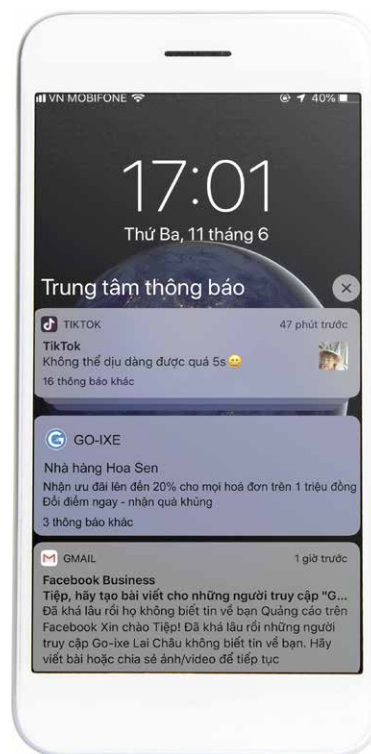 VN MOBIFONE
40%
17:01
Thứ Ba, 11 tháng 6
Trung tâm thông báo
TIKTOK 47 phút trước
TikTok
Không thể dịu dàng được quá 5s😀
16 thông báo khác
GO-IXE
Nhà hàng Hoa Sen
Nhận ưu đãi lên đến 20% cho mọi hoá đơn trên 1 triệu đồng
Đổi điểm ngay - nhận quà khủng
3 thông báo khác
GMAIL 1 giờ trước
Facebook Business
Tiệp, hãy tạo bài viết cho những người truy cập "G...
Đã khá lâu rồi họ không biết tin về bạn Quảng cáo trên
Facebook Xin chào Tiệp! Đã khá lâu rồi những người
truy cập Go-ixe Lai Châu không biết tin về bạn. Hãy
viết bài hoặc chia sẻ ảnh/video để tiếp tục